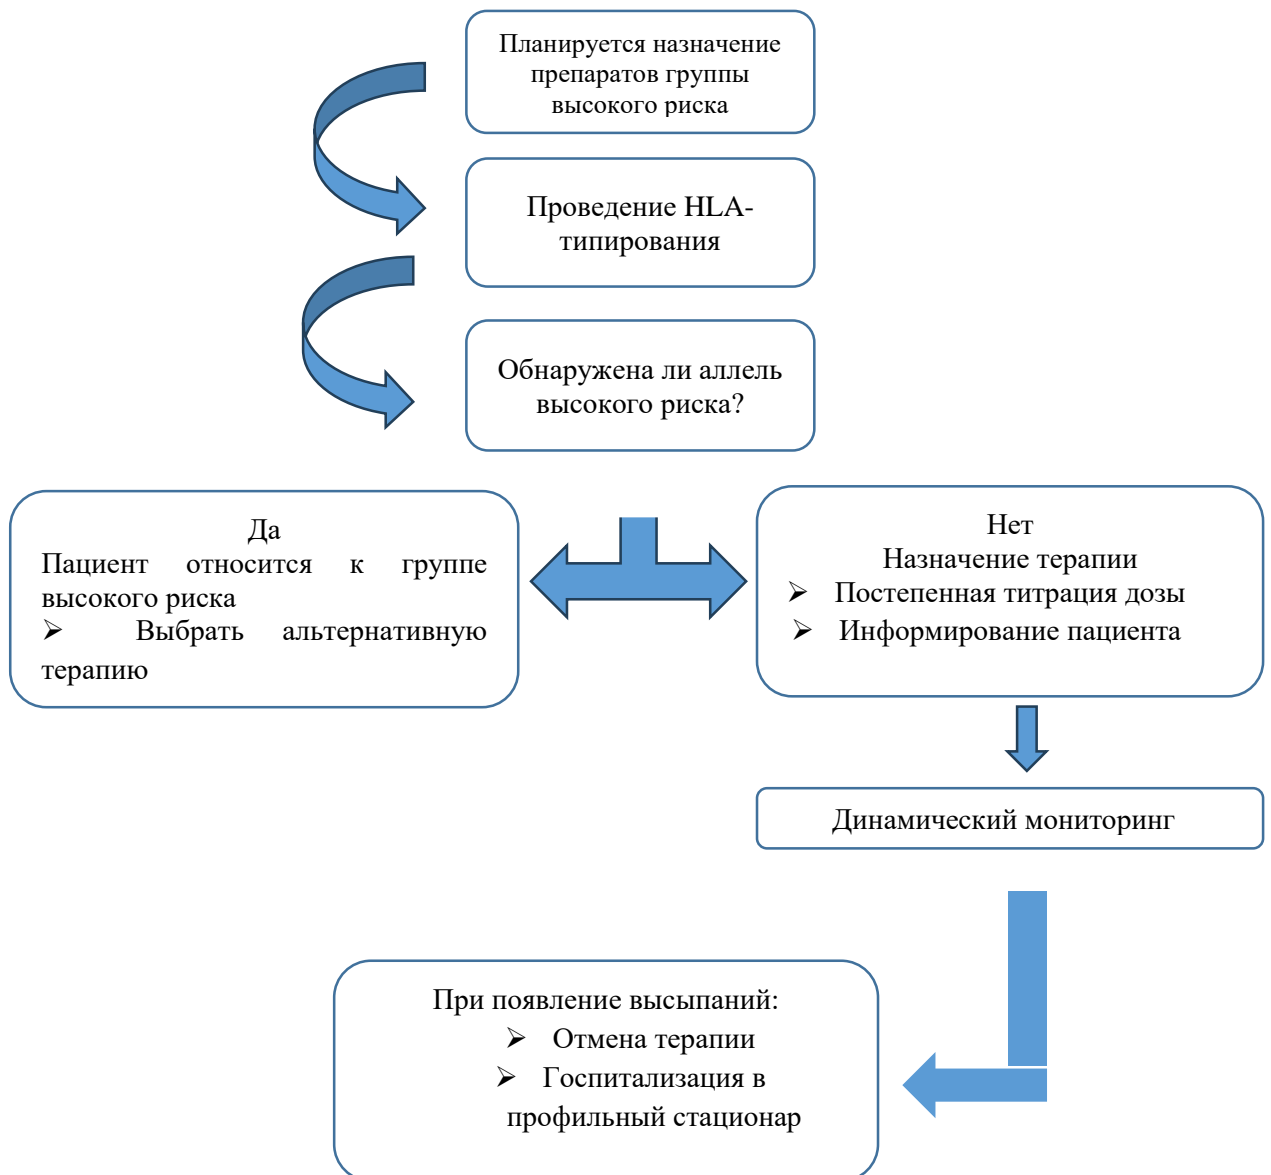 Планируется назначение
препаратов группы
высокого риска
Проведение HLA-
типирования
Обнаружена ли аллель
высокого риска?
Да
Пациент относится к группе
высокого риска
➢ Выбрать альтернативную
терапию
Нет
Назначение терапии
➢ Постепенная титрация дозы
➢ Информирование пациента
Динамический мониторинг
При появление высыпаний:
➢ Отмена терапии
➢ Госпитализация в
профильный стационар